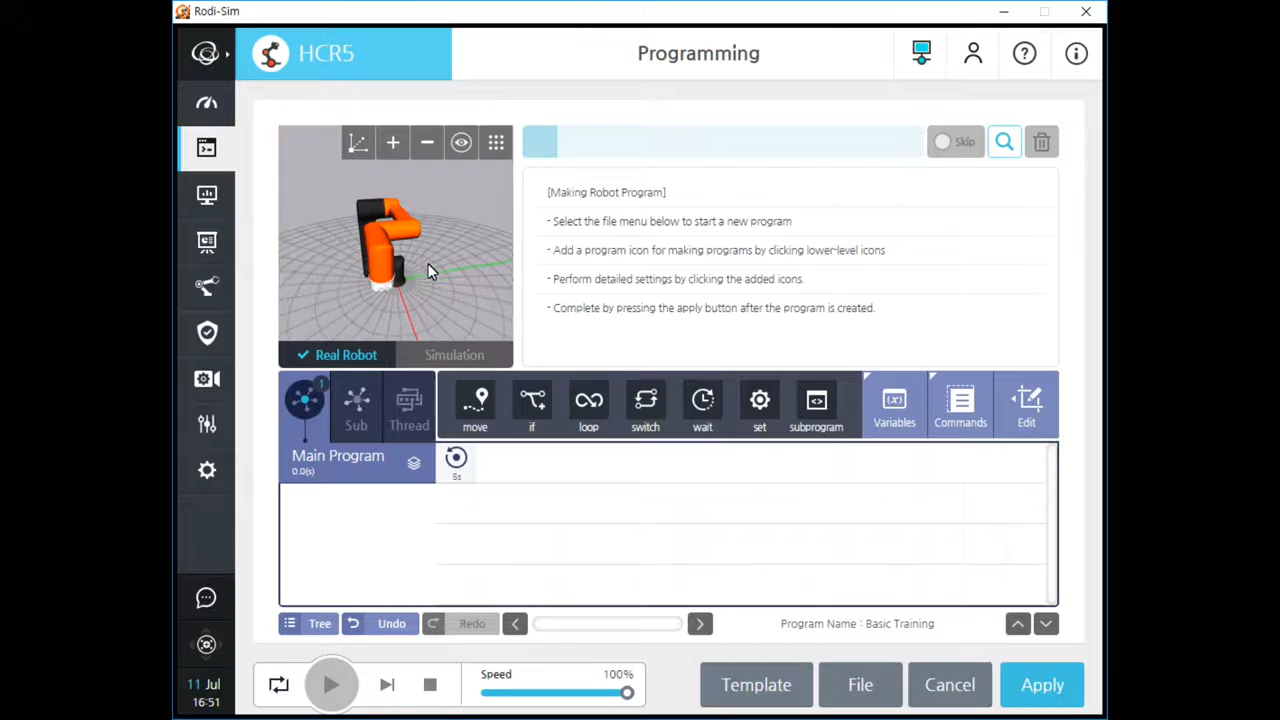 Rodi-Sim
HCR5
Programming
Skip
[Making Robot Program]
- Select the file menu below to start a new program
- Add a program icon for making programs by clicking lower-level icons
- Perform detailed settings by clicking the added icons.
- Complete by pressing the apply button after the program is created.
Real Robot
Simulation
1
Sub
Thread
move
if
loop
switch
wait
set
subprogram
Variables
Commands
Edit
Main Program
0.0(s)
5s
Tree
Undo
Redo
Program Name : Basic Training
11 Jul
16:51
Speed
100%
Template
File
Cancel
Apply